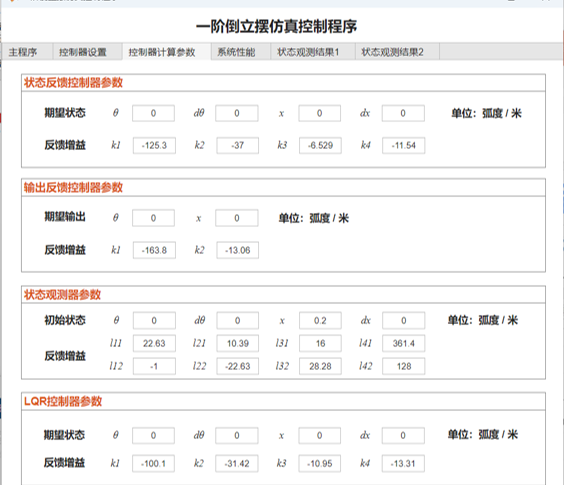 一阶倒立摆仿真控制程序
主程序 控制器设置 控制器计算参数 系统性能 状态观测结果1 状态观测结果2
状态反馈控制器参数
期望状态 θ 0 dθ 0 x 0 dx 0 单位：弧度 / 米
反馈增益 k1 -125.3 k2 -37 k3 -6.529 k4 -11.54
输出反馈控制器参数
期望输出 θ 0 x 0 单位：弧度 / 米
反馈增益 k1 -163.8 k2 -13.06
状态观测器参数
初始状态 θ 0 dθ 0 x 0.2 dx 0 单位：弧度 / 米
反馈增益 l11 22.63 l21 10.39 l31 16 l41 361.4
l12 -1 l22 -22.63 l32 28.28 l42 128
LQR控制器参数
期望状态 θ 0 dθ 0 x 0 dx 0 单位：弧度 / 米
反馈增益 k1 -100.1 k2 -31.42 k3 -10.95 k4 -13.31